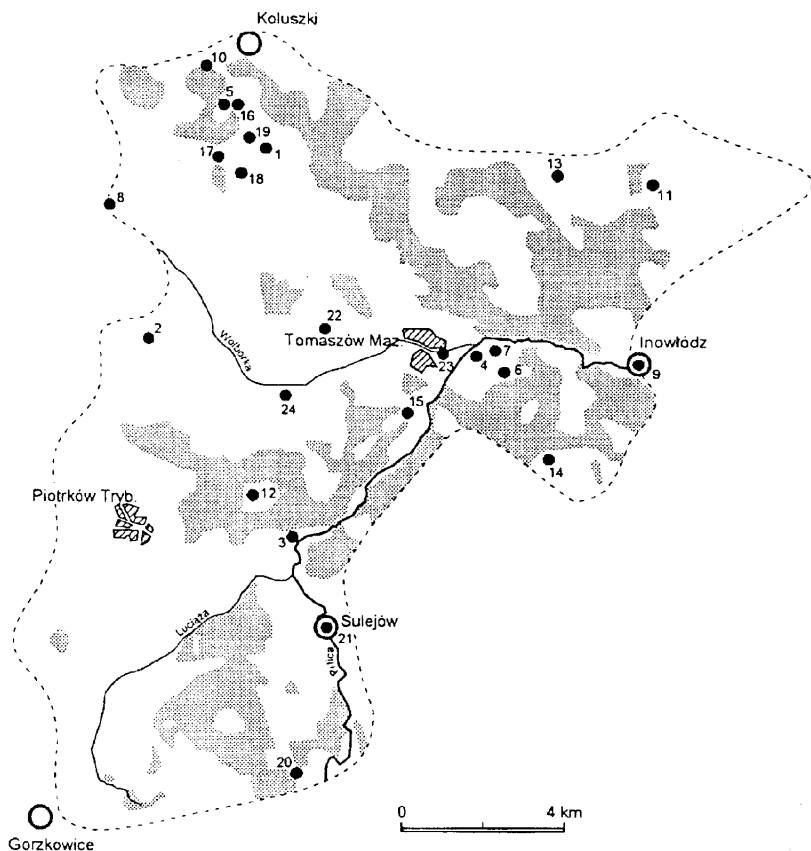 Koluszki
10
5
16
19
17
1
18
13
11
8
22
2
Wolbórka
Tomaszów Maz.
23
4
7
6
Inowłódz
9
24
15
14
12
Piotrków Tryb.
3
Luciąża
Sulejów
21
Pilica
20
0
4 km
Gorzkowice